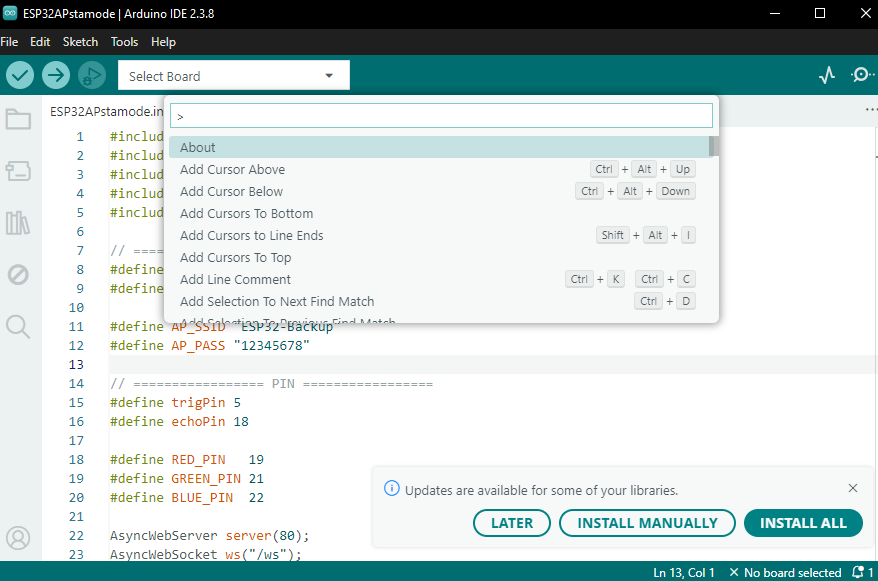 ESP32APstamode | Arduino IDE 2.3.8
File Edit Sketch Tools Help
Select Board
ESP32APstamode.in
>
About
Add Cursor Above Ctrl + Alt + Up
Add Cursor Below Ctrl + Alt + Down
Add Cursors To Bottom
Add Cursors to Line Ends Shift + Alt + I
Add Cursors To Top
Add Line Comment Ctrl + K Ctrl + C
Add Selection To Next Find Match Ctrl + D
Add Selection To Previous Find Match
1 #includ
2 #includ
3 #includ
4 #includ
5 #includ
6
7 // ====
8 #define
9 #define
10
11 #define AP_SSID "ESP32-Backup"
12 #define AP_PASS "12345678"
13
14 // ================= PIN =================
15 #define trigPin 5
16 #define echoPin 18
17
18 #define RED_PIN   19
19 #define GREEN_PIN 21
20 #define BLUE_PIN  22
21
22 AsyncWebServer server(80);
23 AsyncWebSocket ws("/ws");
Updates are available for some of your libraries.
LATER INSTALL MANUALLY INSTALL ALL
Ln 13, Col 1 No board selected 1